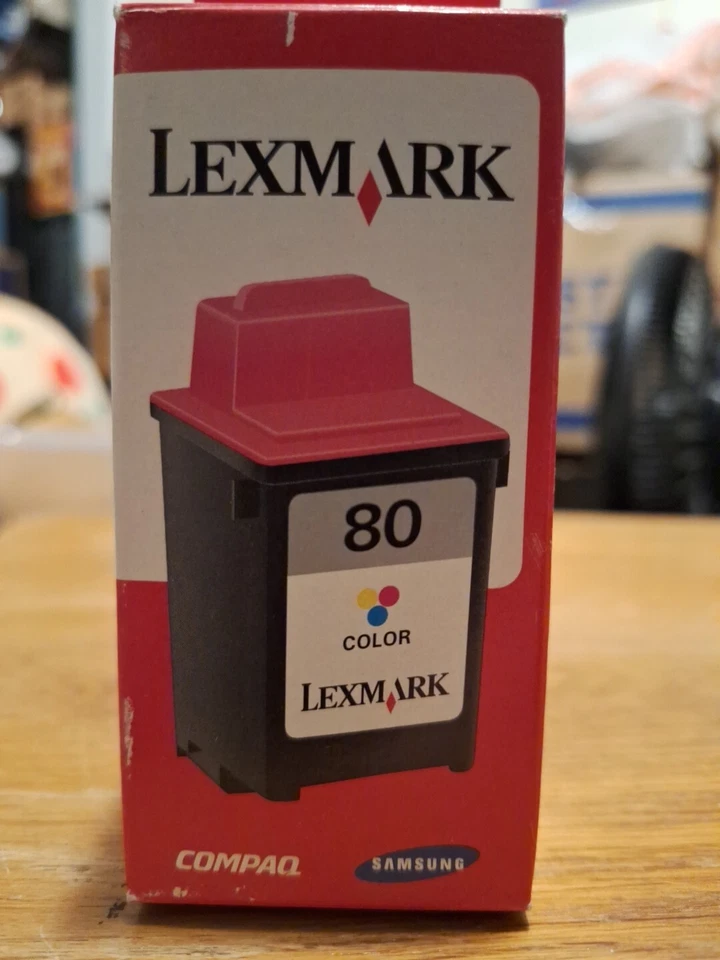 LEXMARK
80
COLOR
LEXMARK
COMPAQ
SAMSUNG